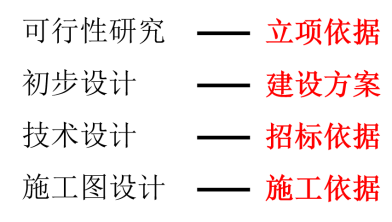 可行性研究 —— 立项依据
初步设计 —— 建设方案
技术设计 —— 招标依据
施工图设计 —— 施工依据